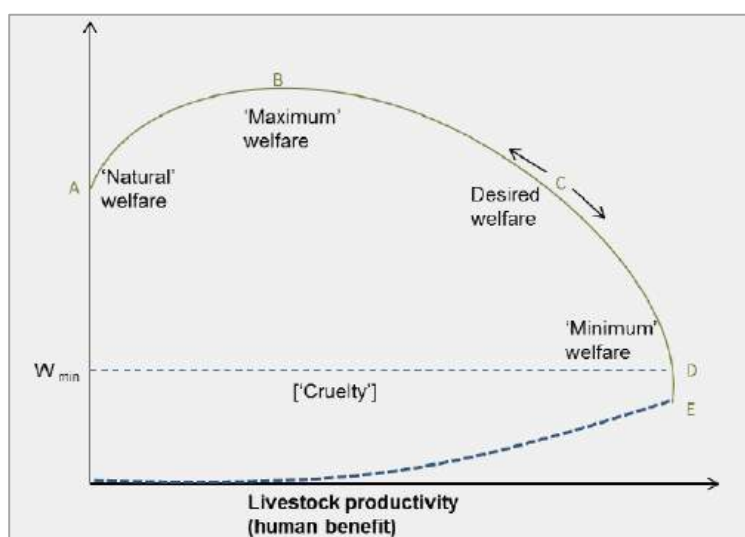 B
'Maximum'
welfare
A
'Natural'
welfare
C
Desired
welfare
'Minimum'
welfare
W min
D
['Cruelty']
E
Livestock productivity
(human benefit)